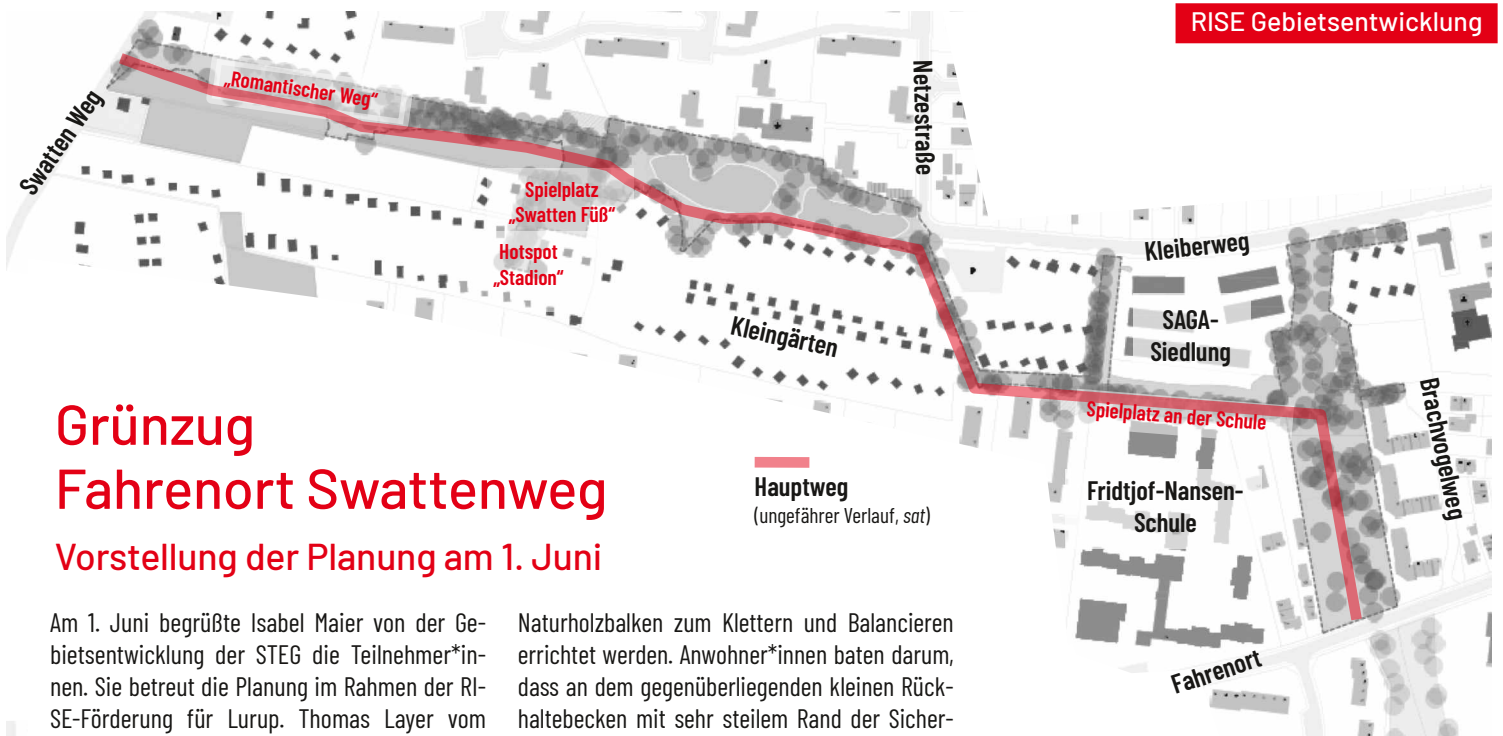 RISE Gebietsentwicklung
„Romantischer Weg“
Swatten Weg
Netzestraße
Spielplatz
„Swatten Füß“
Hotspot
„Stadion“
Kleingärten
Kleiberweg
SAGA-
Siedlung
Brachvogelweg
Spielplatz an der Schule
Fridtjof-Nansen-
Schule
Fahrenort
Grünzug
Fahrenort Swattenweg
Vorstellung der Planung am 1. Juni
Hauptweg
(ungefährer Verlauf, sat)
Am 1. Juni begrüßte Isabel Maier von der Ge-
bietsentwicklung der STEG die Teilnehmer*in-
nen. Sie betreut die Planung im Rahmen der RI-
SE-Förderung für Lurup. Thomas Layer vom
Naturholzbalken zum Klettern und Balancieren
errichtet werden. Anwohner*innen baten darum,
dass an dem gegenüberliegenden kleinen Rück-
haltebecken mit sehr steilem Rand der Sicher-